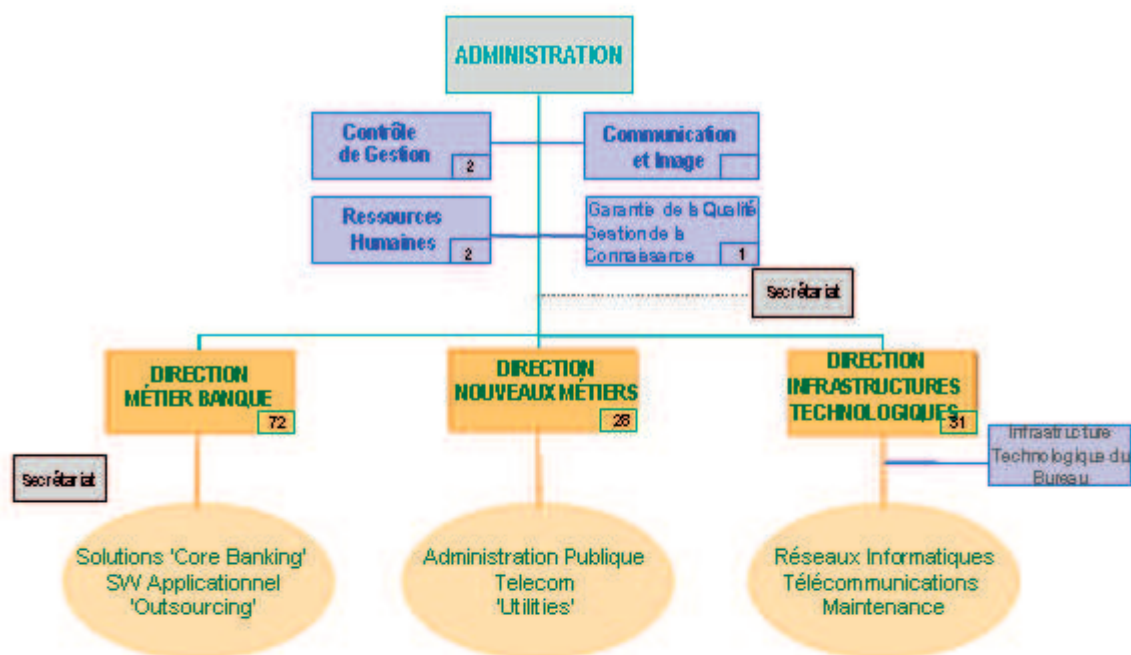 ADMINISTRATION
Contrôle
de Gestion
2
Communication
et Image
Ressources
Humaines
2
Garantie de la Qualité
Gestion de la
Connaissance
1
Secrétariat
DIRECTION
MÉTIER BANQUE
72
DIRECTION
NOUVEAUX MÉTIERS
28
DIRECTION
INFRASTRUCTURES
TECHNOLOGIQUES
31
Infrastructure
Technologique du
Bureau
Secrétariat
Solutions 'Core Banking'
SW Applicationnel
'Outsourcing'
Administration Publique
Telecom
'Utilities'
Réseaux Informatiques
Télécommunications
Maintenance